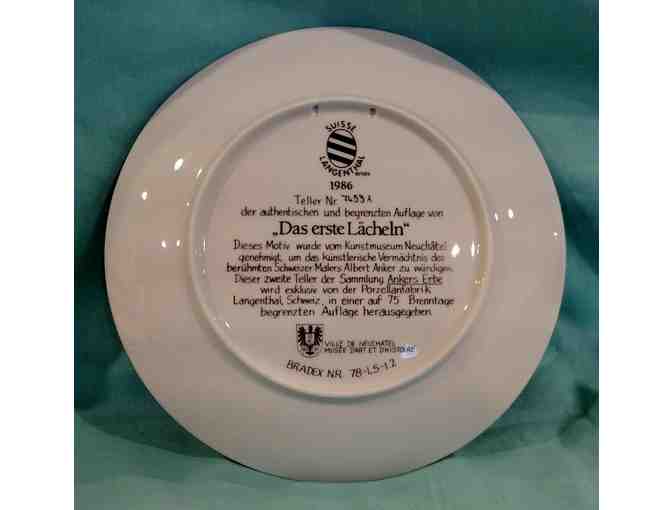 SUISSE
LANGENTHAL
1986
Teller Nr. 7459 A
der authentischen und begrenzten Auflage von
„Das erste Lächeln"
Dieses Motiv wurde vom Kunstmuseum Neuchâtel
genehmigt, um das künstlerische Vermächtnis des
berühmten Schweizer Malers Albert Anker zu würdigen.
Dieser zweite Teller der Sammlung Ankers Erbe
wird exklusiv von der Porzellanfabrik
Langenthal, Schweiz, in einer auf 75 Brenntage
begrenzten Auflage herausgegeben.
VILLE DE NEUCHÂTEL
MUSÉE D'ART ET D'HISTOIRE
BRADEX NR. 78-L5-1.2